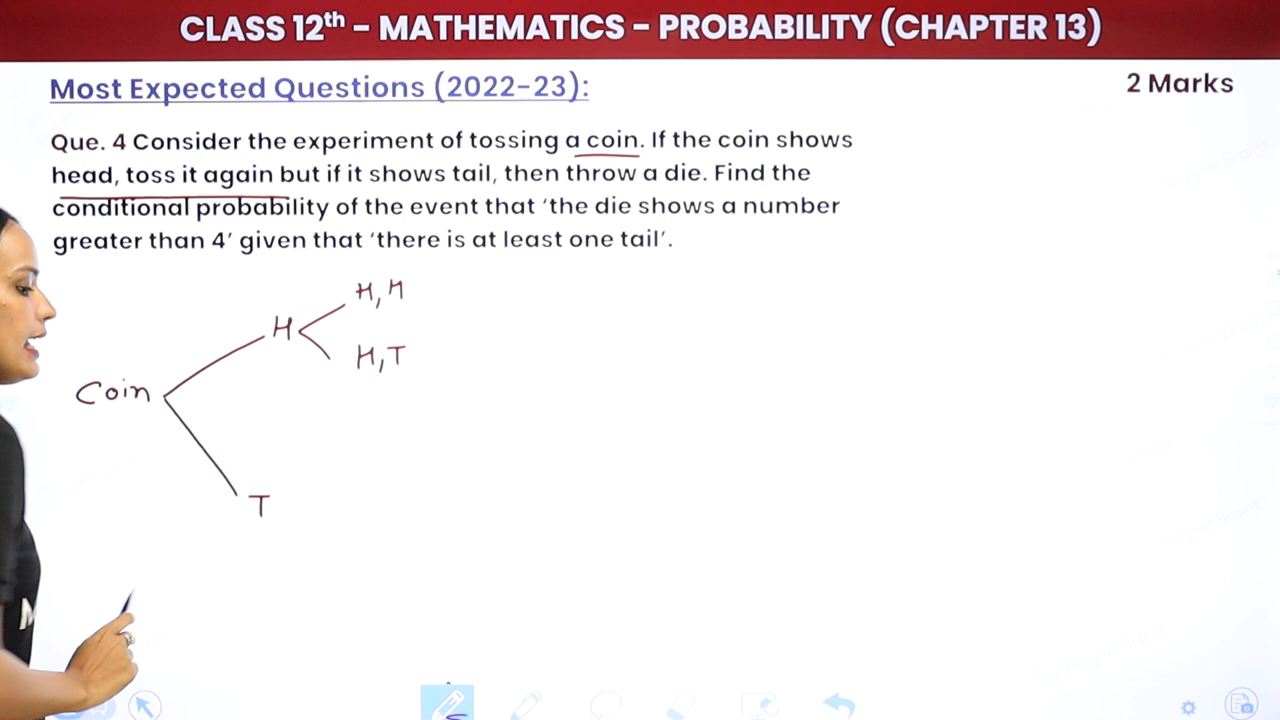 CLASS 12th – MATHEMATICS – PROBABILITY (CHAPTER 13)
Most Expected Questions (2022-23):
2 Marks
Que. 4 Consider the experiment of tossing a coin. If the coin shows
head, toss it again but if it shows tail, then throw a die. Find the
conditional probability of the event that ‘the die shows a number
greater than 4’ given that ‘there is at least one tail’.
H, H
H
H, T
Coin
T